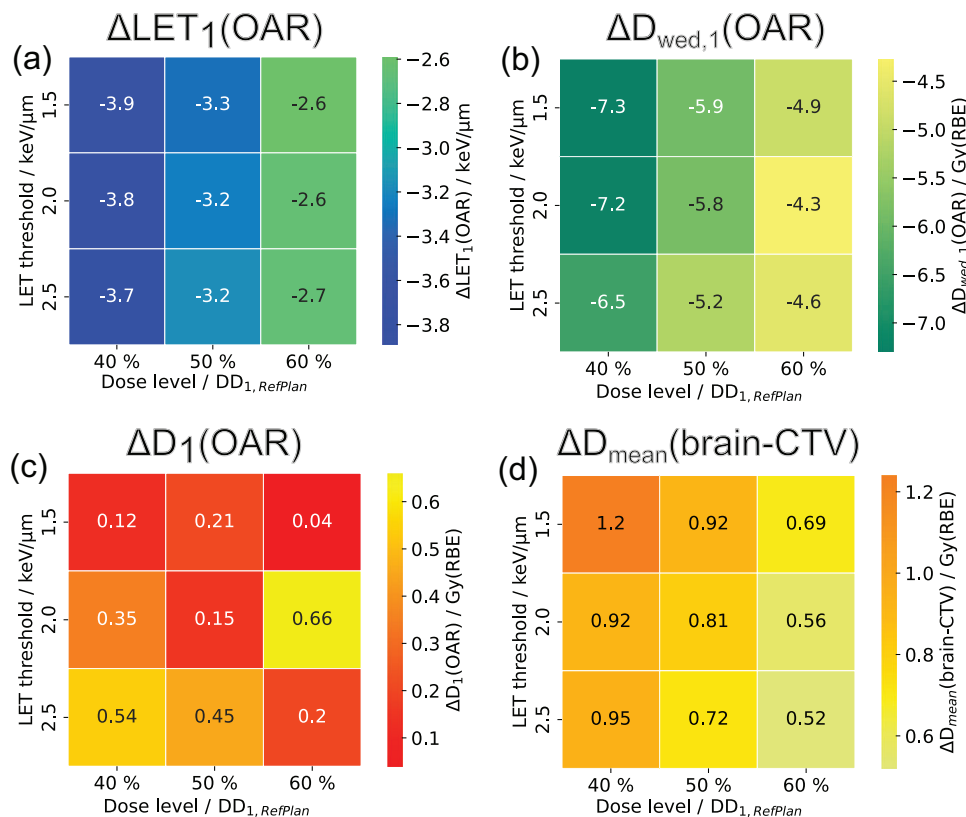 ΔLET₁(OAR)
(a)
LET threshold / keV/μm
1.5
2.0
2.5
-3.9 -3.3 -2.6
-3.8 -3.2 -2.6
-3.7 -3.2 -2.7
40 % 50 % 60 %
Dose level / DD₁,RefPlan
−2.6
−2.8
−3.0
−3.2
−3.4
−3.6
−3.8
ΔLET₁(OAR) / keV/μm
ΔD_wed,1(OAR)
(b)
LET threshold / keV/μm
1.5
2.0
2.5
-7.3 -5.9 -4.9
-7.2 -5.8 -4.3
-6.5 -5.2 -4.6
40 % 50 % 60 %
Dose level / DD₁,RefPlan
−4.5
−5.0
−5.5
−6.0
−6.5
−7.0
ΔD_wed,1(OAR) / Gy(RBE)
ΔD₁(OAR)
(c)
LET threshold / keV/μm
1.5
2.0
2.5
0.12 0.21 0.04
0.35 0.15 0.66
0.54 0.45 0.2
40 % 50 % 60 %
Dose level / DD₁,RefPlan
0.6
0.5
0.4
0.3
0.2
0.1
ΔD₁(OAR) / Gy(RBE)
ΔD_mean(brain-CTV)
(d)
LET threshold / keV/μm
1.5
2.0
2.5
1.2 0.92 0.69
0.92 0.81 0.56
0.95 0.72 0.52
40 % 50 % 60 %
Dose level / DD₁,RefPlan
1.2
1.0
0.8
0.6
ΔD_mean(brain-CTV) / Gy(RBE)